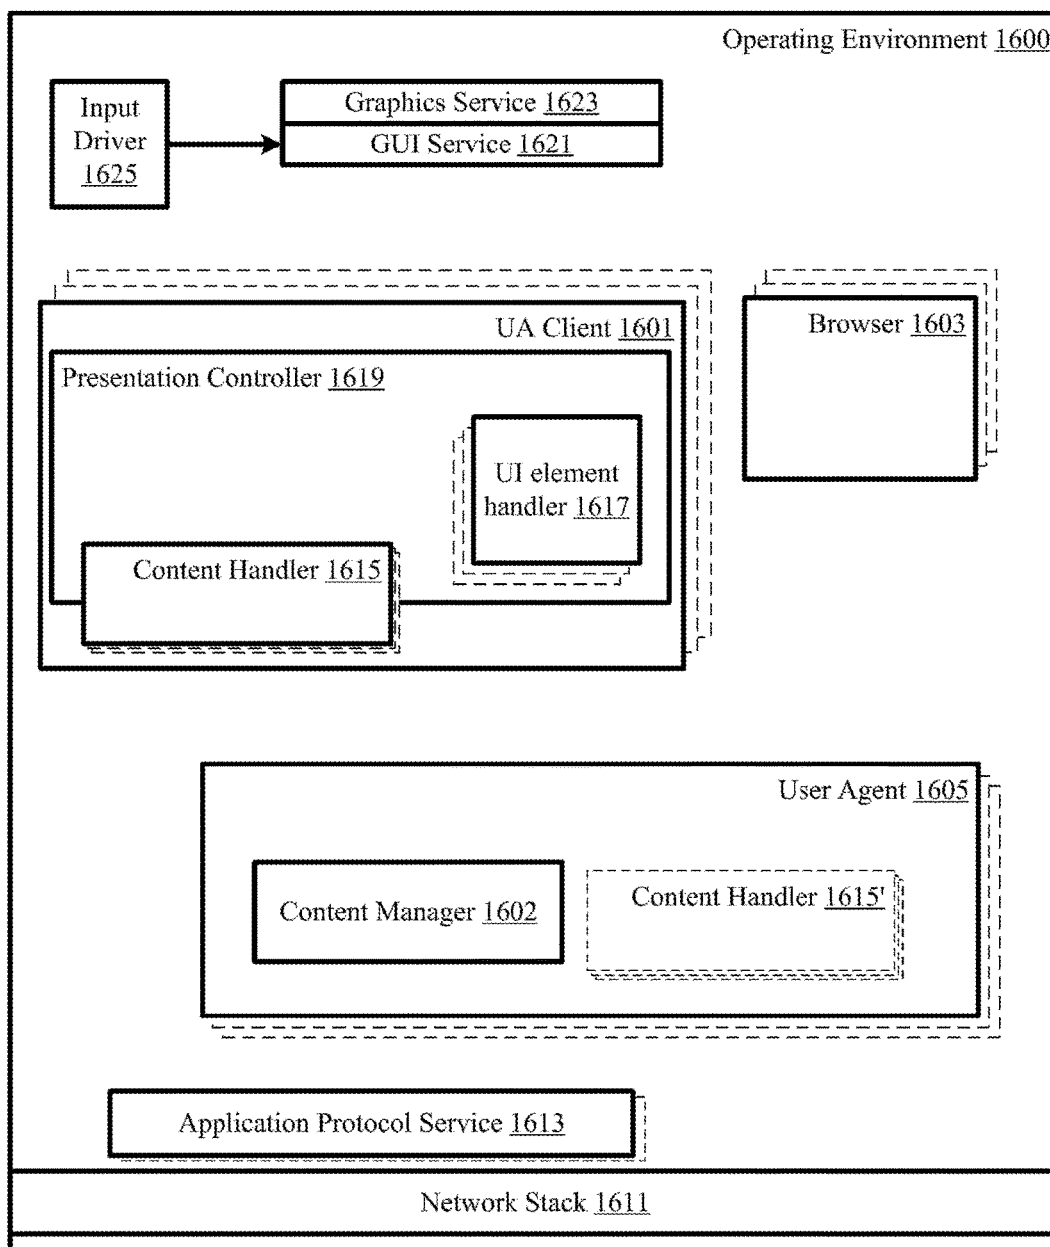 Operating Environment 1600
Input
Driver
1625
Graphics Service 1623
GUI Service 1621
UA Client 1601
Browser 1603
Presentation Controller 1619
UI element
handler 1617
Content Handler 1615
User Agent 1605
Content Manager 1602
Content Handler 1615'
Application Protocol Service 1613
Network Stack 1611